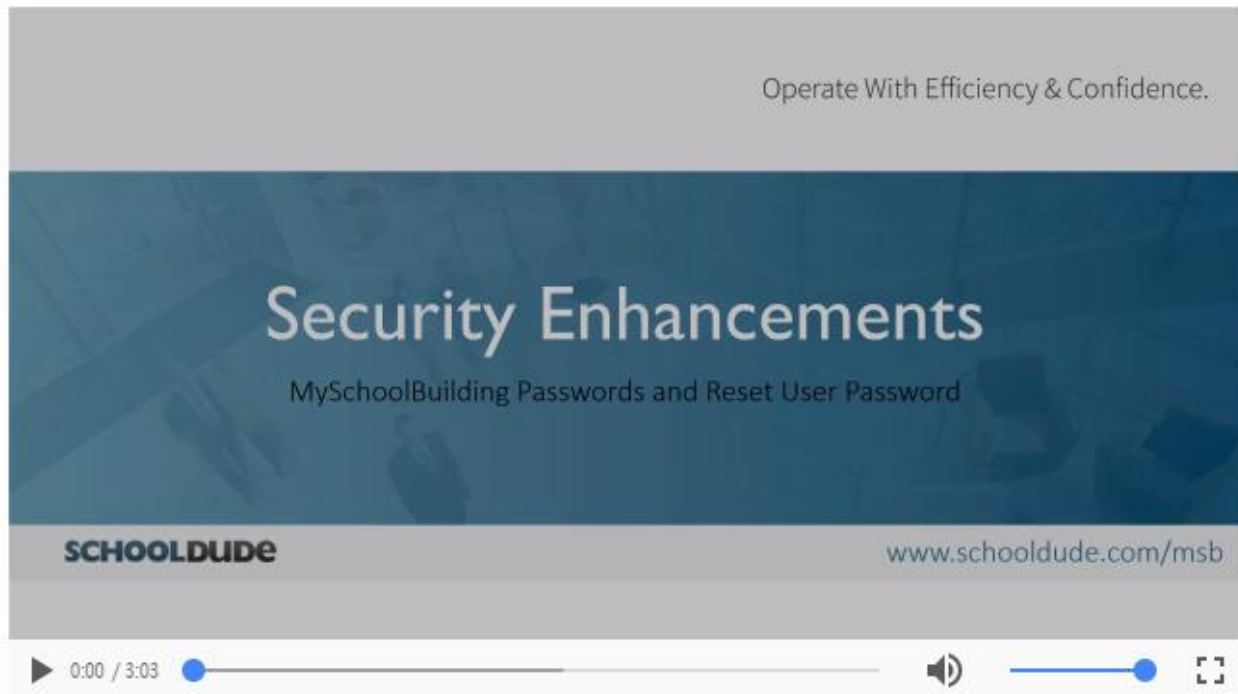 Operate With Efficiency & Confidence.
Security Enhancements
MySchoolBuilding Passwords and Reset User Password
SCHOOLDUDE www.schooldude.com/msb
0:00 / 3:03